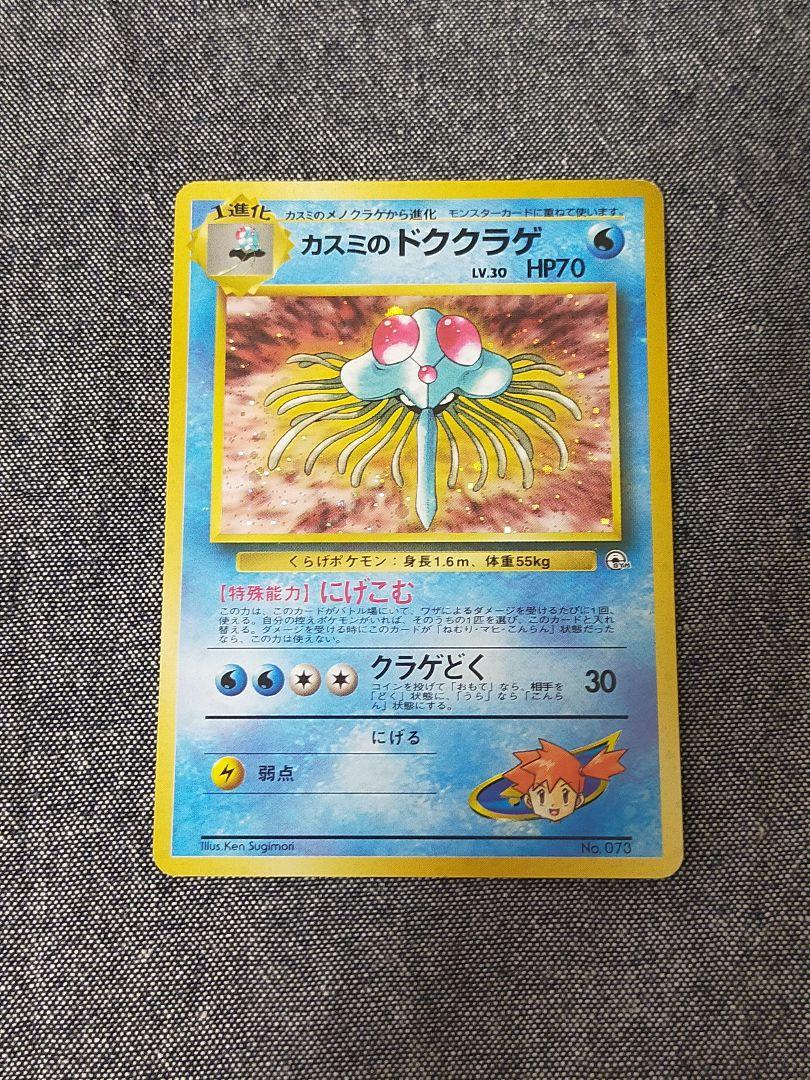 1進化
カスミのメノクラゲから進化 モンスターカードに重ねて使います。
カスミのドククラゲ
LV.30 HP70
くらげポケモン：身長1.6m、体重55kg
GYM
【特殊能力】にげこむ
この力は、このカードがバトル場にいて、ワザによるダメージを受けるたびに1回、
使える。自分の控えポケモンがいれば、そのうちの1匹を選び、このカードと入れ
替える。ダメージを受ける時にこのカードが「ねむり・マヒ・こんらん」状態だった
なら、この力は使えない。
クラゲどく
30
コインを投げて「おもて」なら、相手を
「どく」状態に、「うら」なら「こんら
ん」状態にする。
にげる
弱点
Illus.Ken Sugimori
No. 073